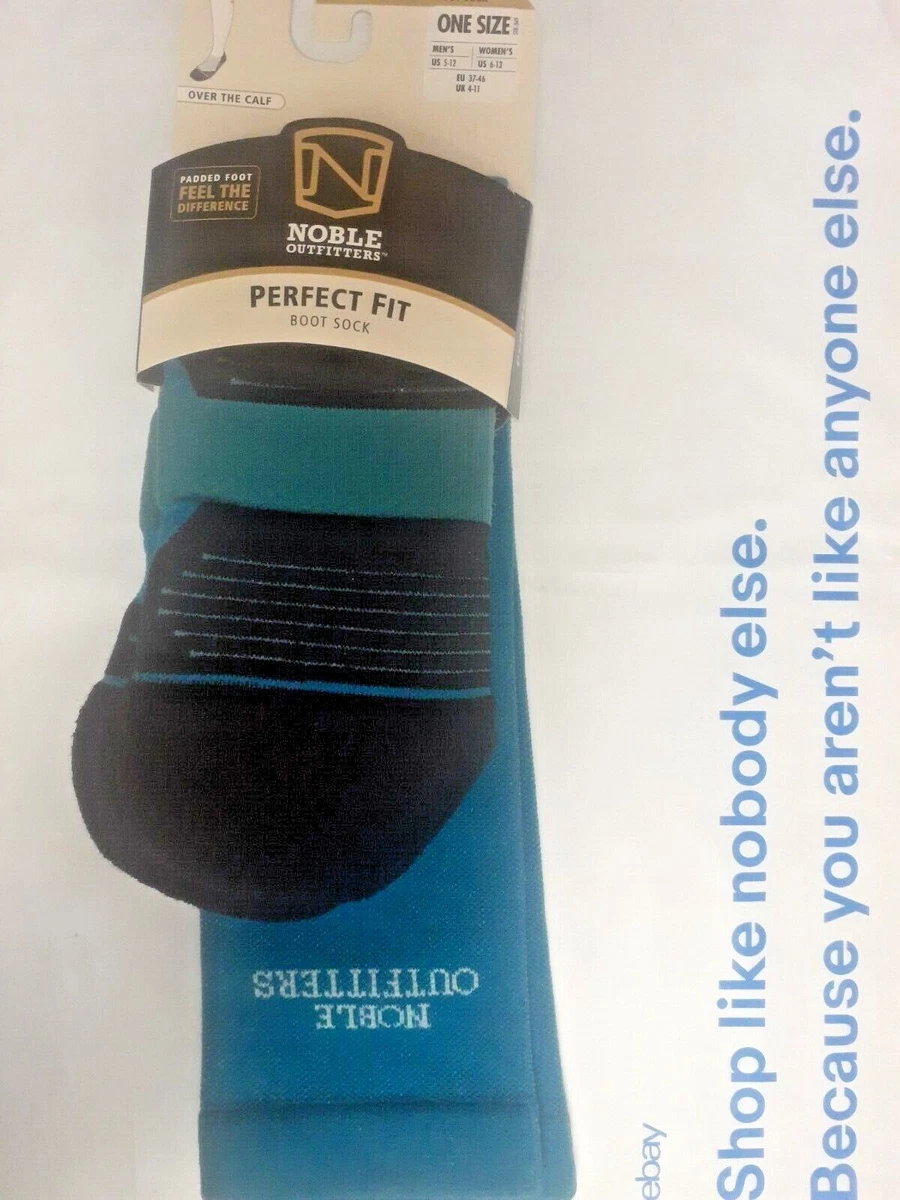 ONE SIZE
MEN'S
US 5-12
WOMEN'S
US 6-13
EU 37-46
UK 4-11
OVER THE CALF
PADDED FOOT
FEEL THE
DIFFERENCE
N
NOBLE
OUTFITTERS™
PERFECT FIT
BOOT SOCK
NOBLE
OUTFITTERS
ebay
Shop like nobody else.
Because you aren't like anyone else.